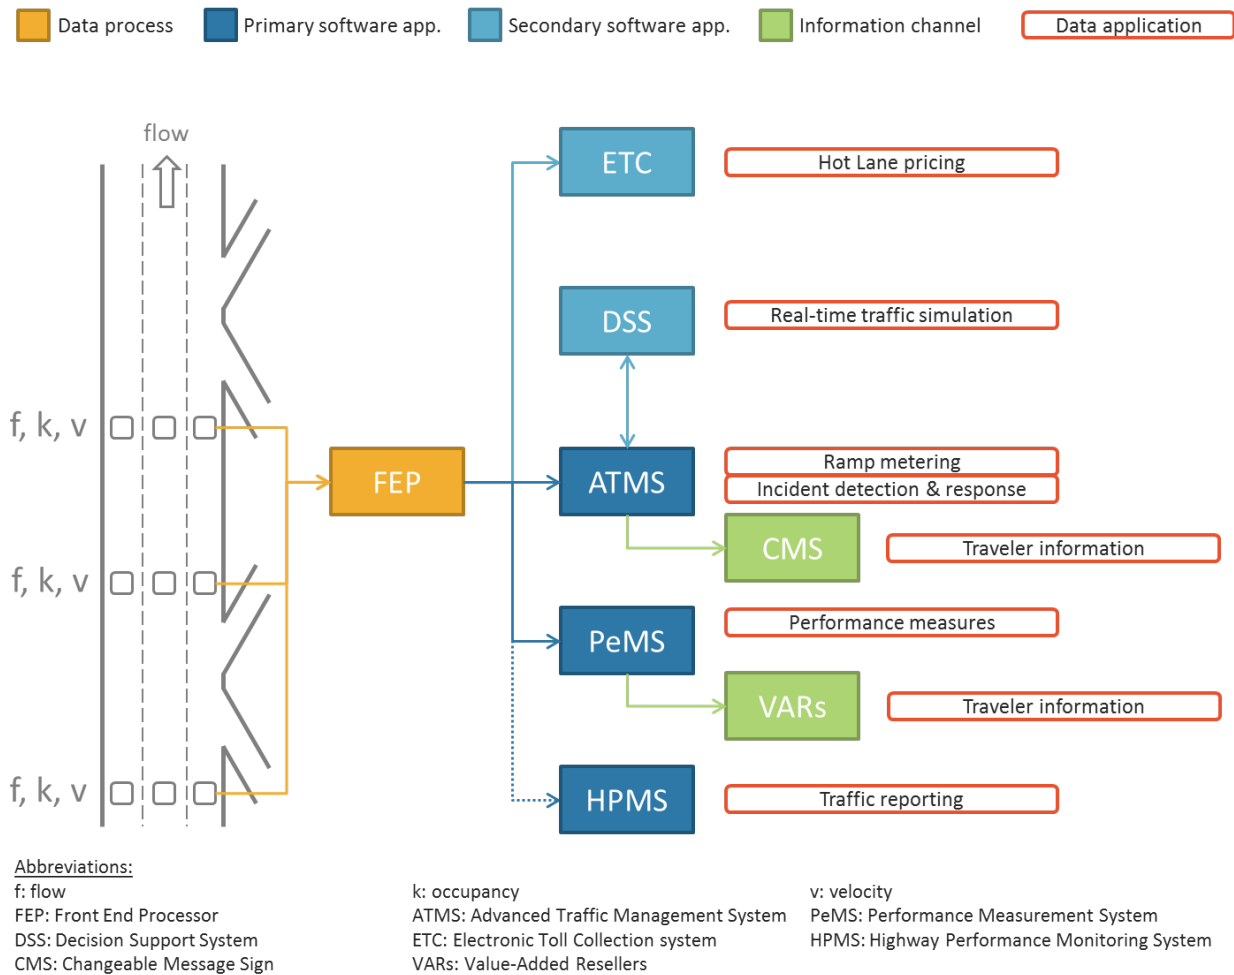 Data process
Primary software app.
Secondary software app.
Information channel
Data application
flow
ETC
Hot Lane pricing
DSS
Real-time traffic simulation
f, k, v
FEP
ATMS
Ramp metering
Incident detection & response
CMS
Traveler information
f, k, v
PeMS
Performance measures
VARs
Traveler information
f, k, v
HPMS
Traffic reporting
Abbreviations:
f: flow
k: occupancy
v: velocity
FEP: Front End Processor
ATMS: Advanced Traffic Management System
PeMS: Performance Measurement System
DSS: Decision Support System
ETC: Electronic Toll Collection system
HPMS: Highway Performance Monitoring System
CMS: Changeable Message Sign
VARs: Value-Added Resellers